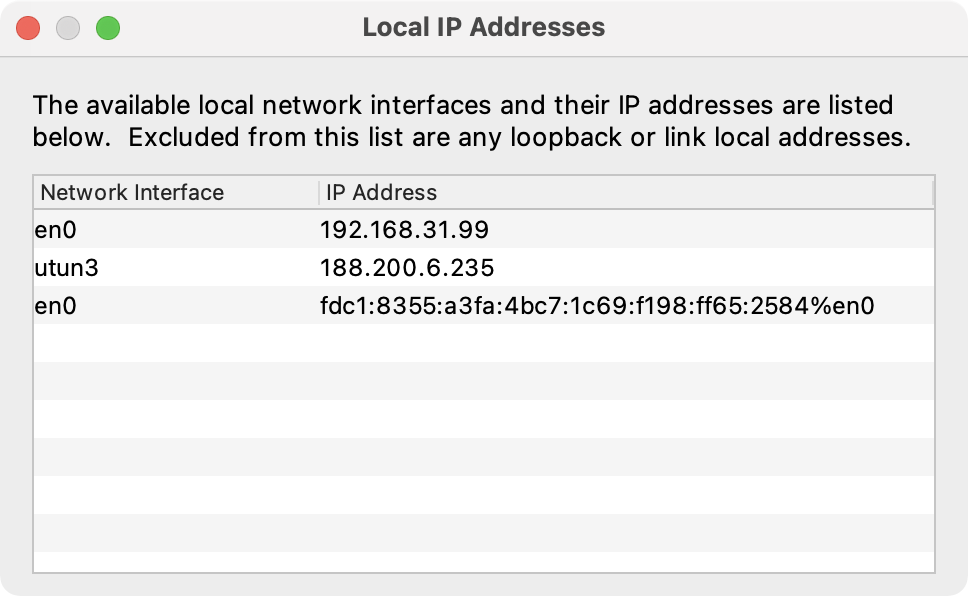 Local IP Addresses
The available local network interfaces and their IP addresses are listed
below.  Excluded from this list are any loopback or link local addresses.
Network Interface IP Address
en0 192.168.31.99
utun3 188.200.6.235
en0 fdc1:8355:a3fa:4bc7:1c69:f198:ff65:2584%en0